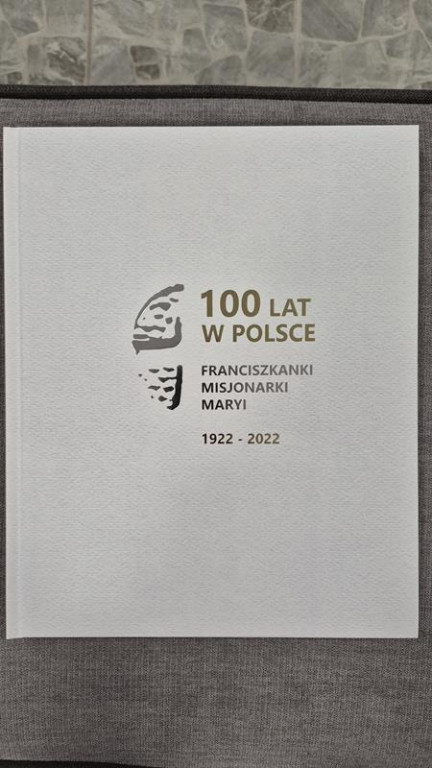 100 LAT
W POLSCE
FRANCISZKANKI
MISJONARKI
MARYI
1922 - 2022